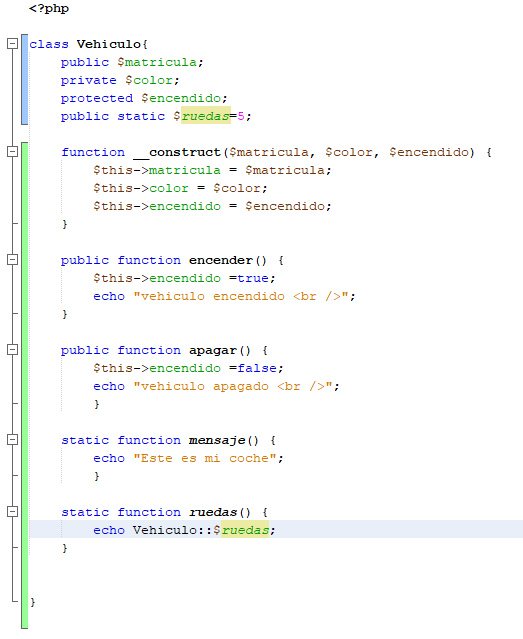 <?php
class Vehiculo{
public $matricula;
private $color;
protected $encendido;
public static $ruedas=5;
function __construct($matricula, $color, $encendido) {
$this->matricula = $matricula;
$this->color = $color;
$this->encendido = $encendido;
}
public function encender() {
$this->encendido =true;
echo "vehiculo encendido <br />";
}
public function apagar() {
$this->encendido =false;
echo "vehiculo apagado <br />";
}
static function mensaje() {
echo "Este es mi coche";
}
static function ruedas() {
echo Vehiculo::$ruedas;
}
}